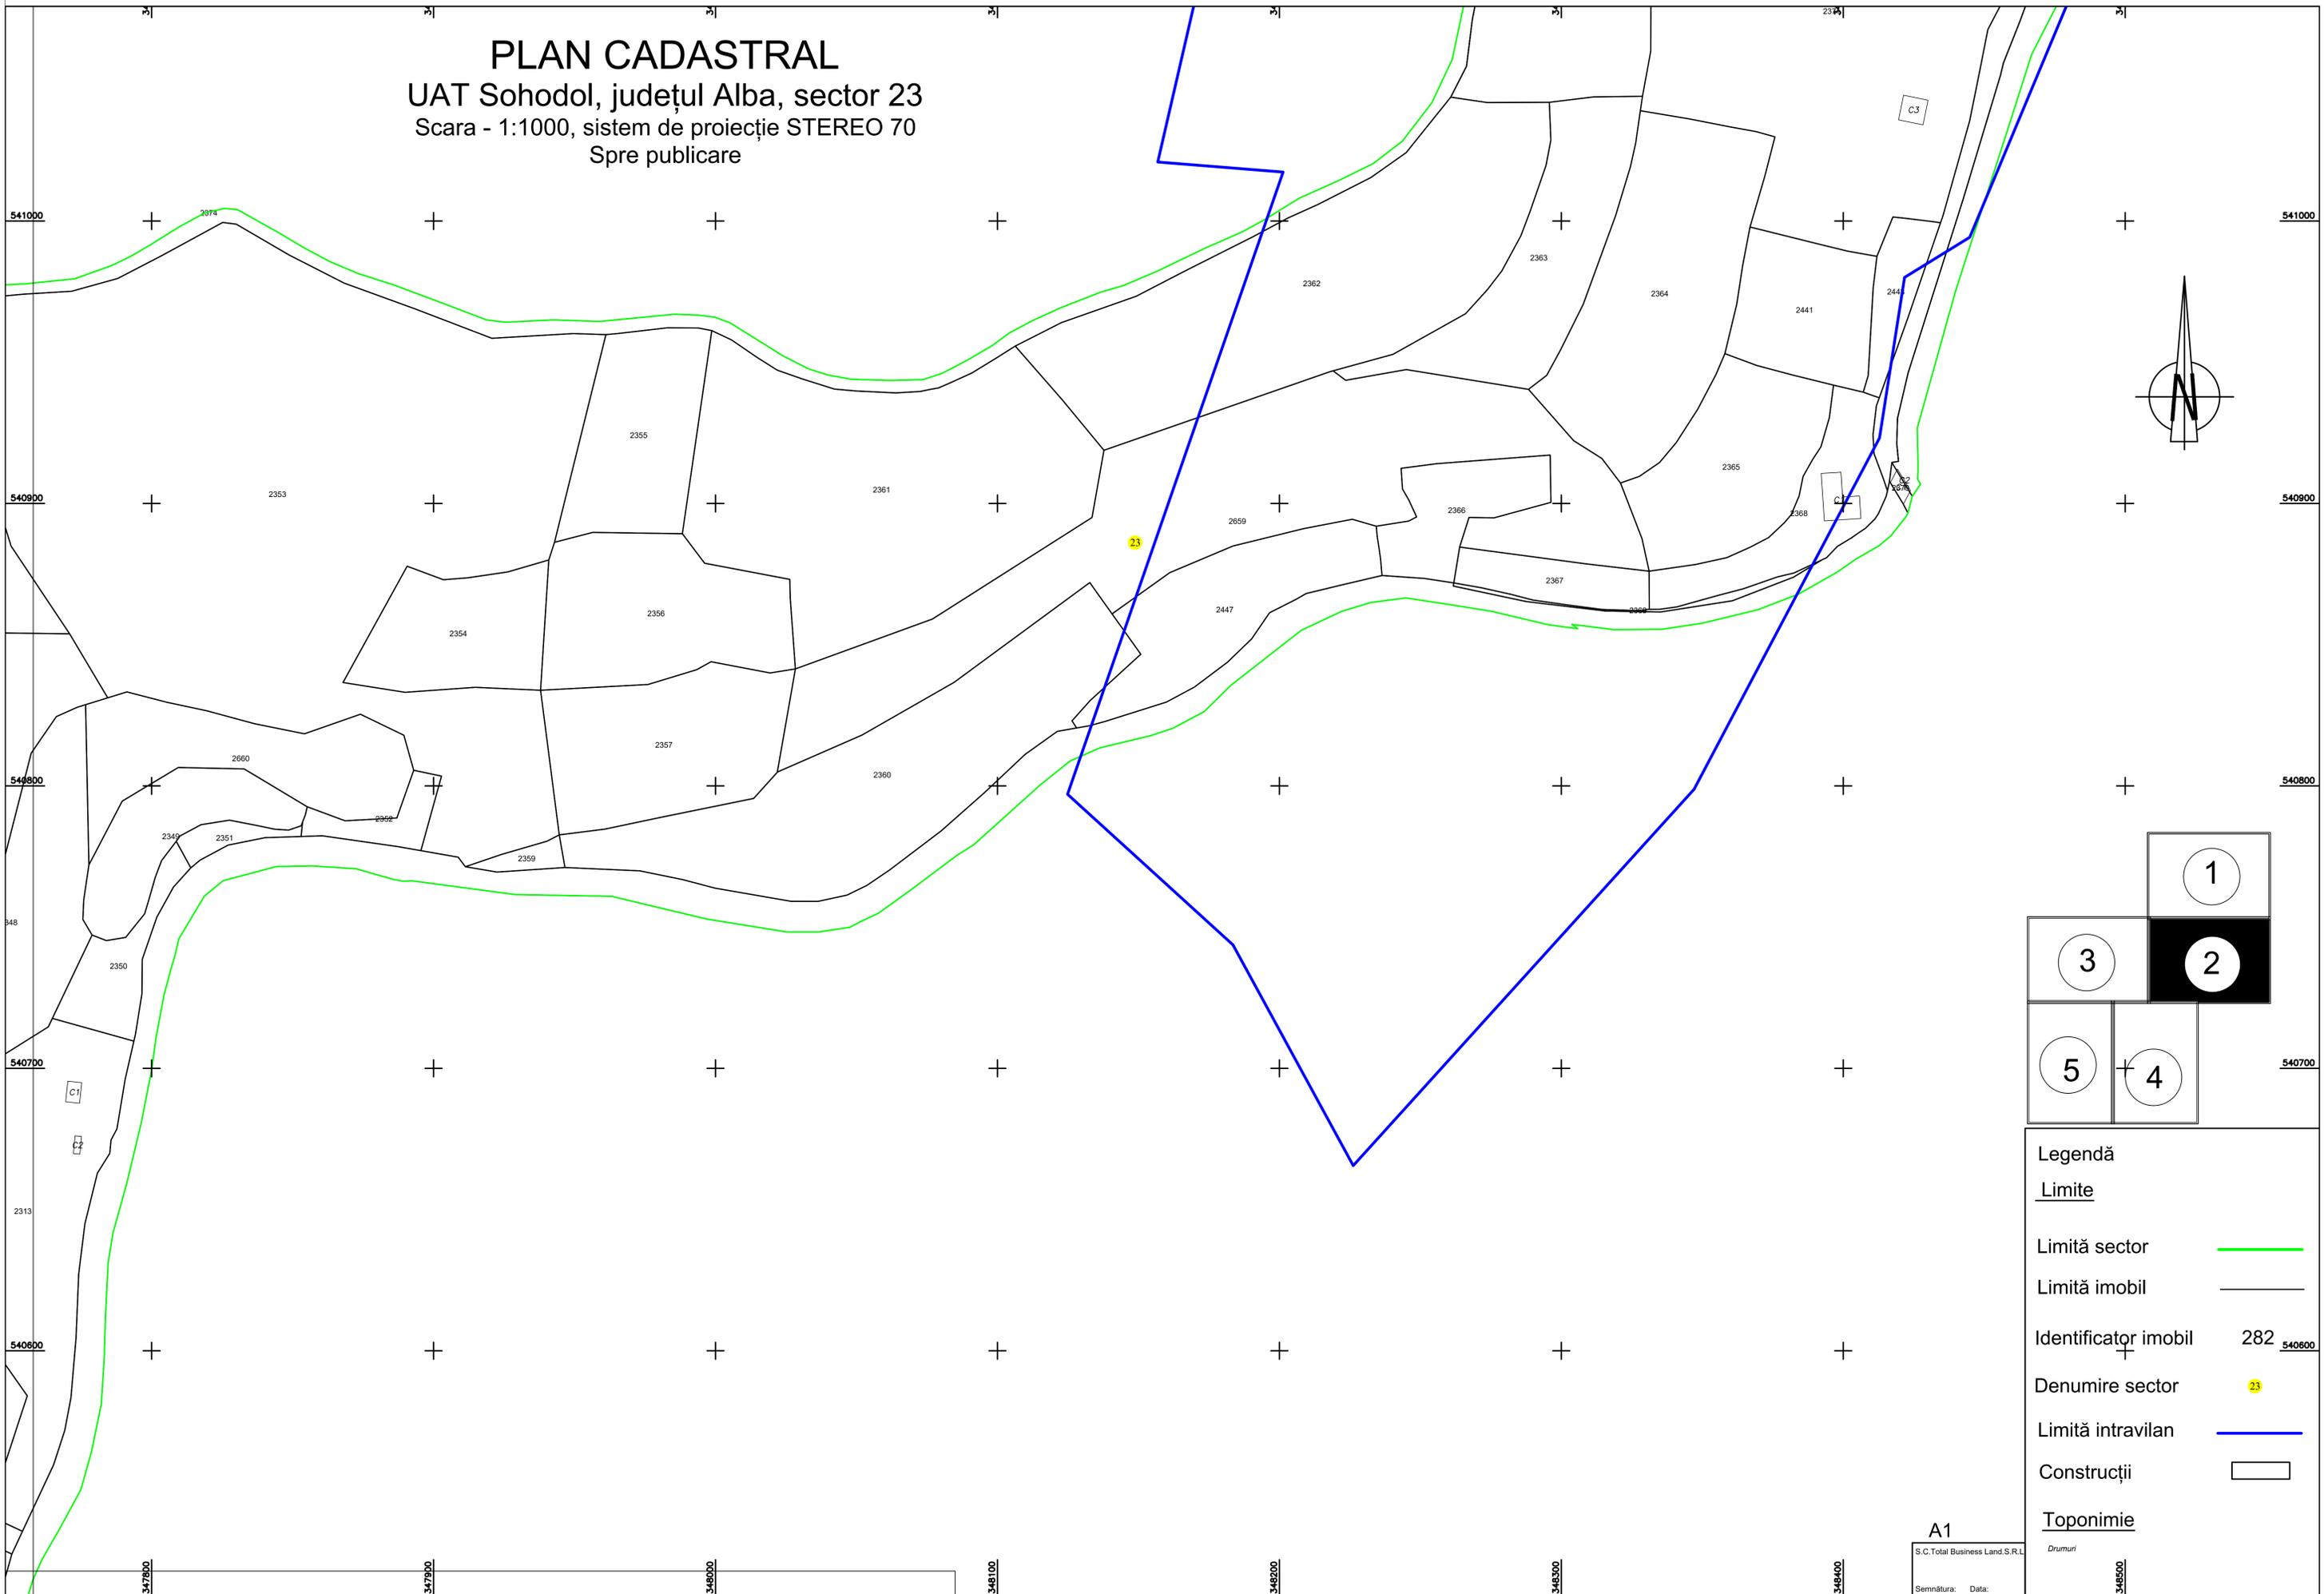 PLAN CADASTRAL
UAT Sohodol, județul Alba, sector 23
Scara - 1:1000, sistem de proiecție STEREO 70
Spre publicare
C3
2374
541000
541000
2363
2362
2364
2441
2355
2365
2353
2361
C2
540900
540900
C1
2366
2368
2659
23
2367
2447
2369
2356
2354
2357
2660
2360
540800
540800
2352
2349
2351
2359
348
2350
1
3
2
5
4
540700
540700
C1
C2
2313
Legendă
Limite
Limită sector
Limită imobil
Identificator imobil 282
540600
540600
Denumire sector 23
Limită intravilan
Construcții
Toponimie
Drumuri
A1
S.C.Total Business Land.S.R.L
Semnătura: Data:
347800
347900
348000
348100
348200
348300
348400
348500